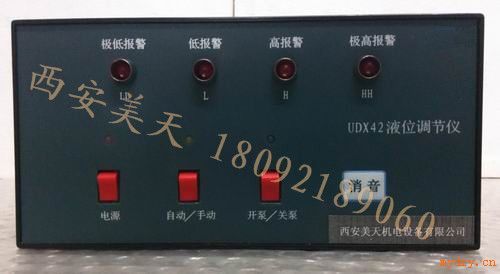 极低报警 低报警 高报警 极高报警
LL L H HH
UDX42液位调节仪
西安美天 18092189060
消音
电源 自动/手动 开泵/关泵
西安美天机电设备有限公司
mydiy.cn